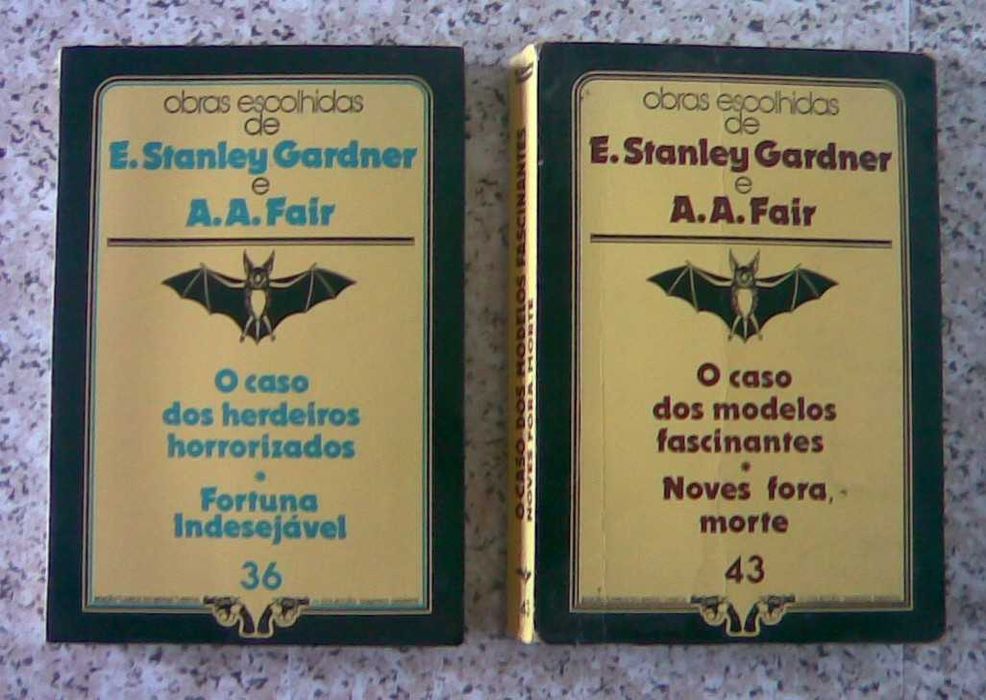 obras escolhidas
de
E. Stanley Gardner
e
A. A. Fair
O caso
dos herdeiros
horrorizados
Fortuna
Indesejável
36
O CASO DOS MODELOS FASCINANTES
NOVES FORA MORTE
43
obras escolhidas
de
E. Stanley Gardner
e
A. A. Fair
O caso
dos modelos
fascinantes
Noves fora,
morte
43